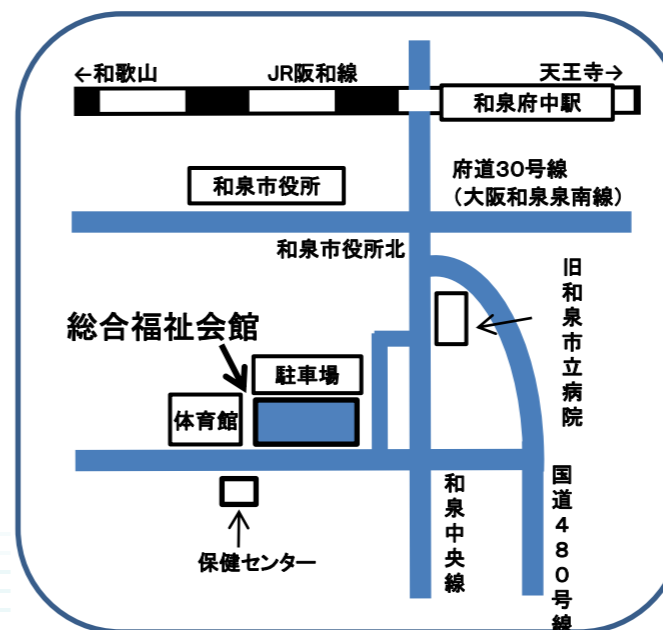 ←和歌山
JR阪和線
天王寺→
和泉府中駅
和泉市役所
府道30号線
(大阪和泉泉南線)
和泉市役所北
旧和泉市立病院
総合福祉会館
駐車場
体育館
保健センター
和泉中央線
国道480号線